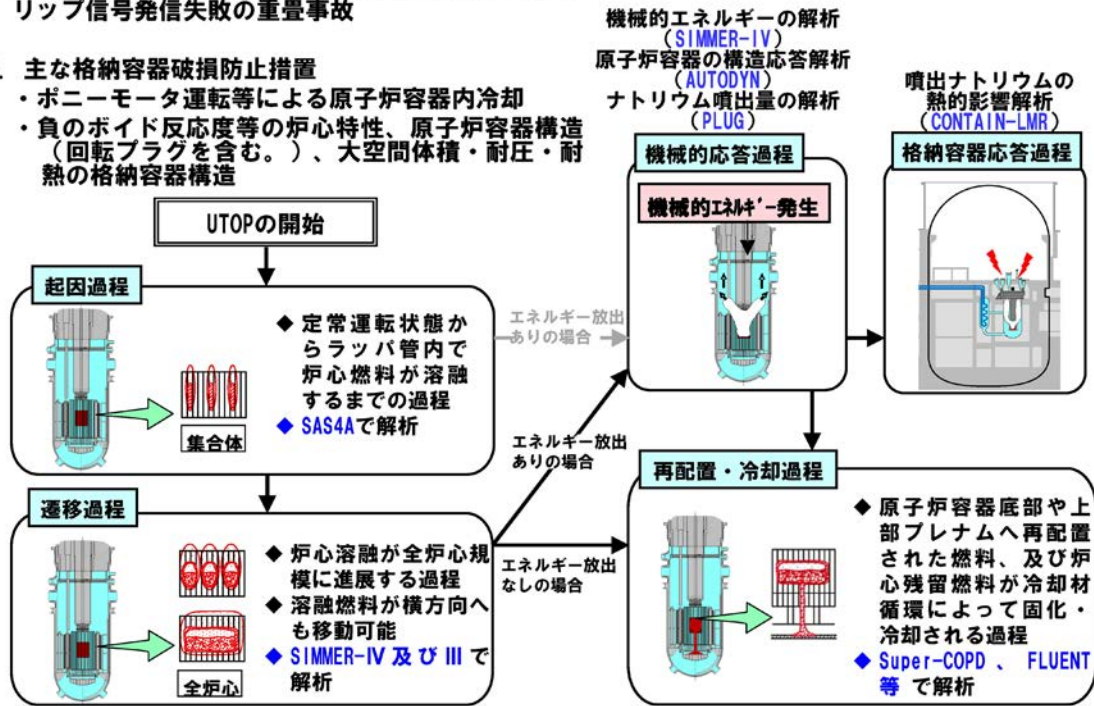 リップ信号発信失敗の重畳事故
主な格納容器破損防止措置
・ポニーモータ運転等による原子炉容器内冷却
・負のボイド反応度等の炉心特性、原子炉容器構造
（回転プラグを含む。）、大空間体積・耐圧・耐
熱の格納容器構造
UTOPの開始
起因過程
◆ 定常運転状態か
らラッパ管内で
炉心燃料が溶融
するまでの過程
◆ SAS4Aで解析
集合体
遷移過程
◆ 炉心溶融が全炉心規
模に進展する過程
◆ 溶融燃料が横方向へ
も移動可能
◆ SIMMER-Ⅳ 及び Ⅲ で
解析
全炉心
エネルギー放出
ありの場合
エネルギー放出
ありの場合
エネルギー放出
なしの場合
機械的エネルギーの解析
（SIMMER-Ⅳ）
原子炉容器の構造応答解析
（AUTODYN）
ナトリウム噴出量の解析
（PLUG）
機械的応答過程
機械的ｴﾈﾙｷﾞｰ発生
噴出ナトリウムの
熱的影響解析
（CONTAIN-LMR）
格納容器応答過程
再配置・冷却過程
◆ 原子炉容器底部や上
部プレナムへ再配置
された燃料、及び炉
心残留燃料が冷却材
循環によって固化・
冷却される過程
◆ Super-COPD 、 FLUENT
等 で解析